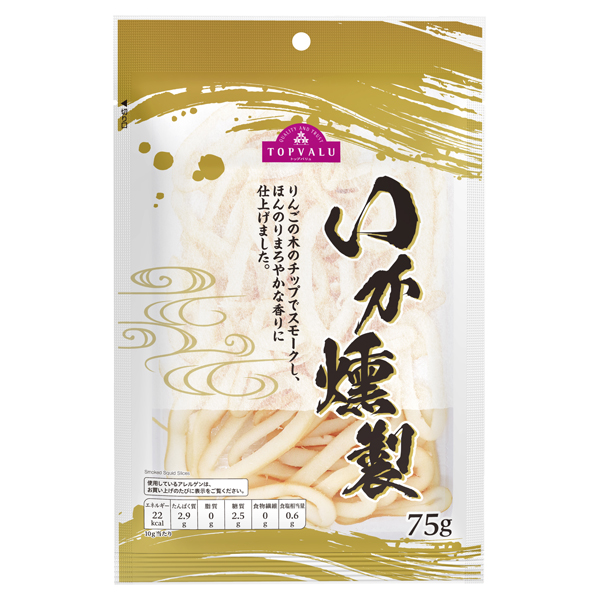 QUALITY AND TRUST
TOPVALU
トップバリュ
いか燻製
りんごの木のチップでスモークし、
ほんのりまろやかな香りに
仕上げました。
Smoked Squid Slices
使用しているアレルゲンは、
お買い上げのたびに表示をご覧ください。
エネルギー たんぱく質 脂質 糖質 食物繊維 食塩相当量
22 kcal 2.9 g 0 g 2.5 g 0 g 0.6 g
10g当たり
75g